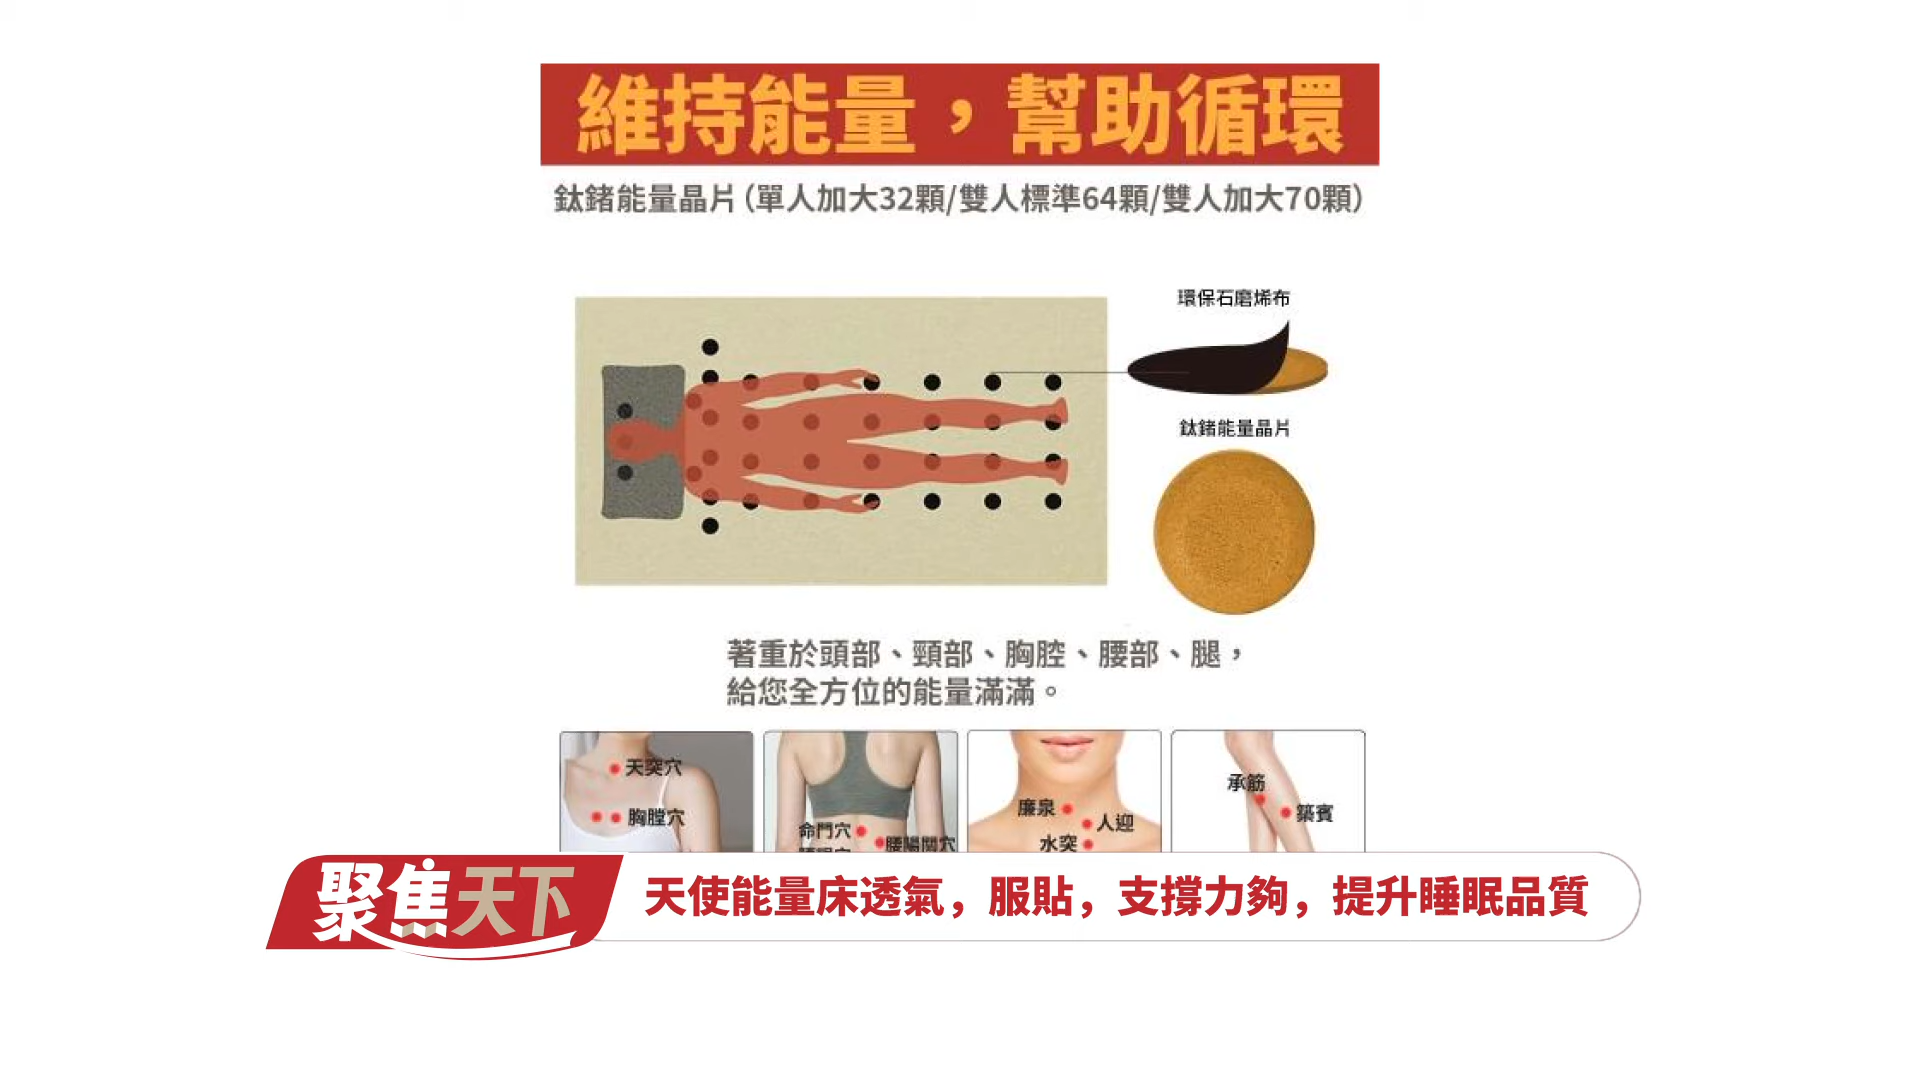 維持能量，幫助循環
鈦鍺能量晶片（單人加大32顆/雙人標準64顆/雙人加大70顆）
環保石磨烯布
鈦鍺能量晶片
著重於頭部、頸部、胸腔、腰部、腿，
給您全方位的能量滿滿。
天突穴
胸膛穴
命門穴
腰陽關穴
廉泉
人迎
水突
承筋
築賓
聚焦天下
天使能量床透氣，服貼，支撐力夠，提升睡眠品質